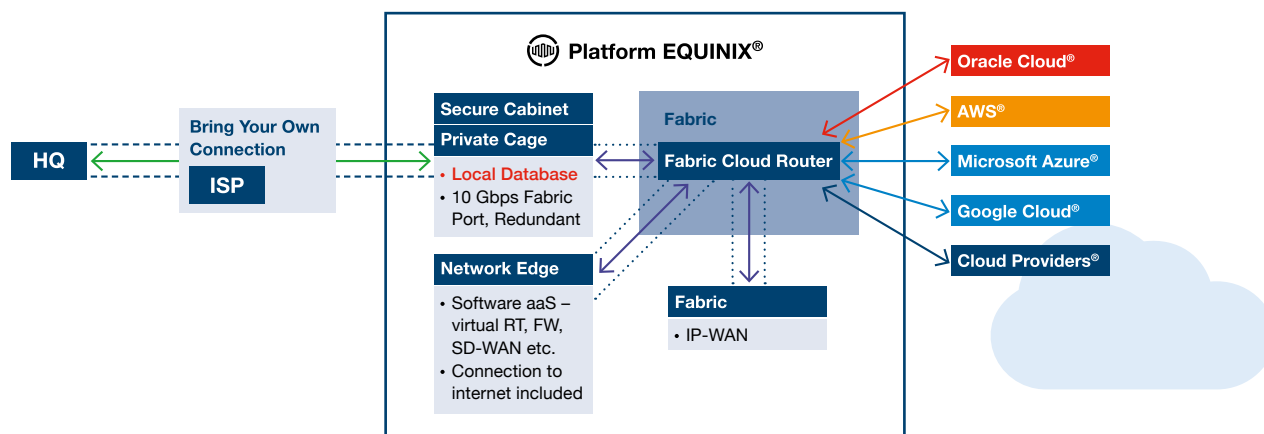 Platform EQUINIX®
HQ
Bring Your Own
Connection
ISP
Secure Cabinet
Private Cage
• Local Database
• 10 Gbps Fabric
Port, Redundant
Network Edge
• Software aaS –
virtual RT, FW,
SD-WAN etc.
• Connection to
internet included
Fabric
Fabric Cloud Router
Fabric
• IP-WAN
Oracle Cloud®
AWS®
Microsoft Azure®
Google Cloud®
Cloud Providers®